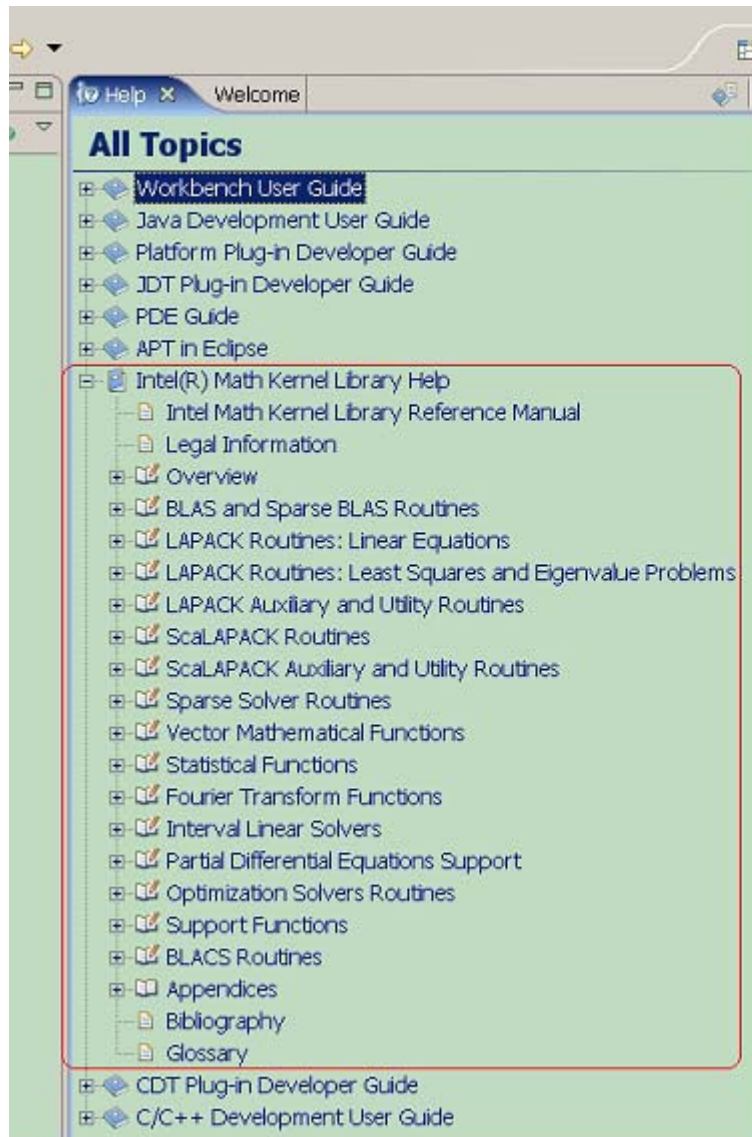 Help Welcome
All Topics
Workbench User Guide
Java Development User Guide
Platform Plug-in Developer Guide
JDT Plug-in Developer Guide
PDE Guide
APT in Eclipse
Intel(R) Math Kernel Library Help
Intel Math Kernel Library Reference Manual
Legal Information
Overview
BLAS and Sparse BLAS Routines
LAPACK Routines: Linear Equations
LAPACK Routines: Least Squares and Eigenvalue Problems
LAPACK Auxiliary and Utility Routines
ScaLAPACK Routines
ScaLAPACK Auxiliary and Utility Routines
Sparse Solver Routines
Vector Mathematical Functions
Statistical Functions
Fourier Transform Functions
Interval Linear Solvers
Partial Differential Equations Support
Optimization Solvers Routines
Support Functions
BLACS Routines
Appendices
Bibliography
Glossary
CDT Plug-in Developer Guide
C/C++ Development User Guide